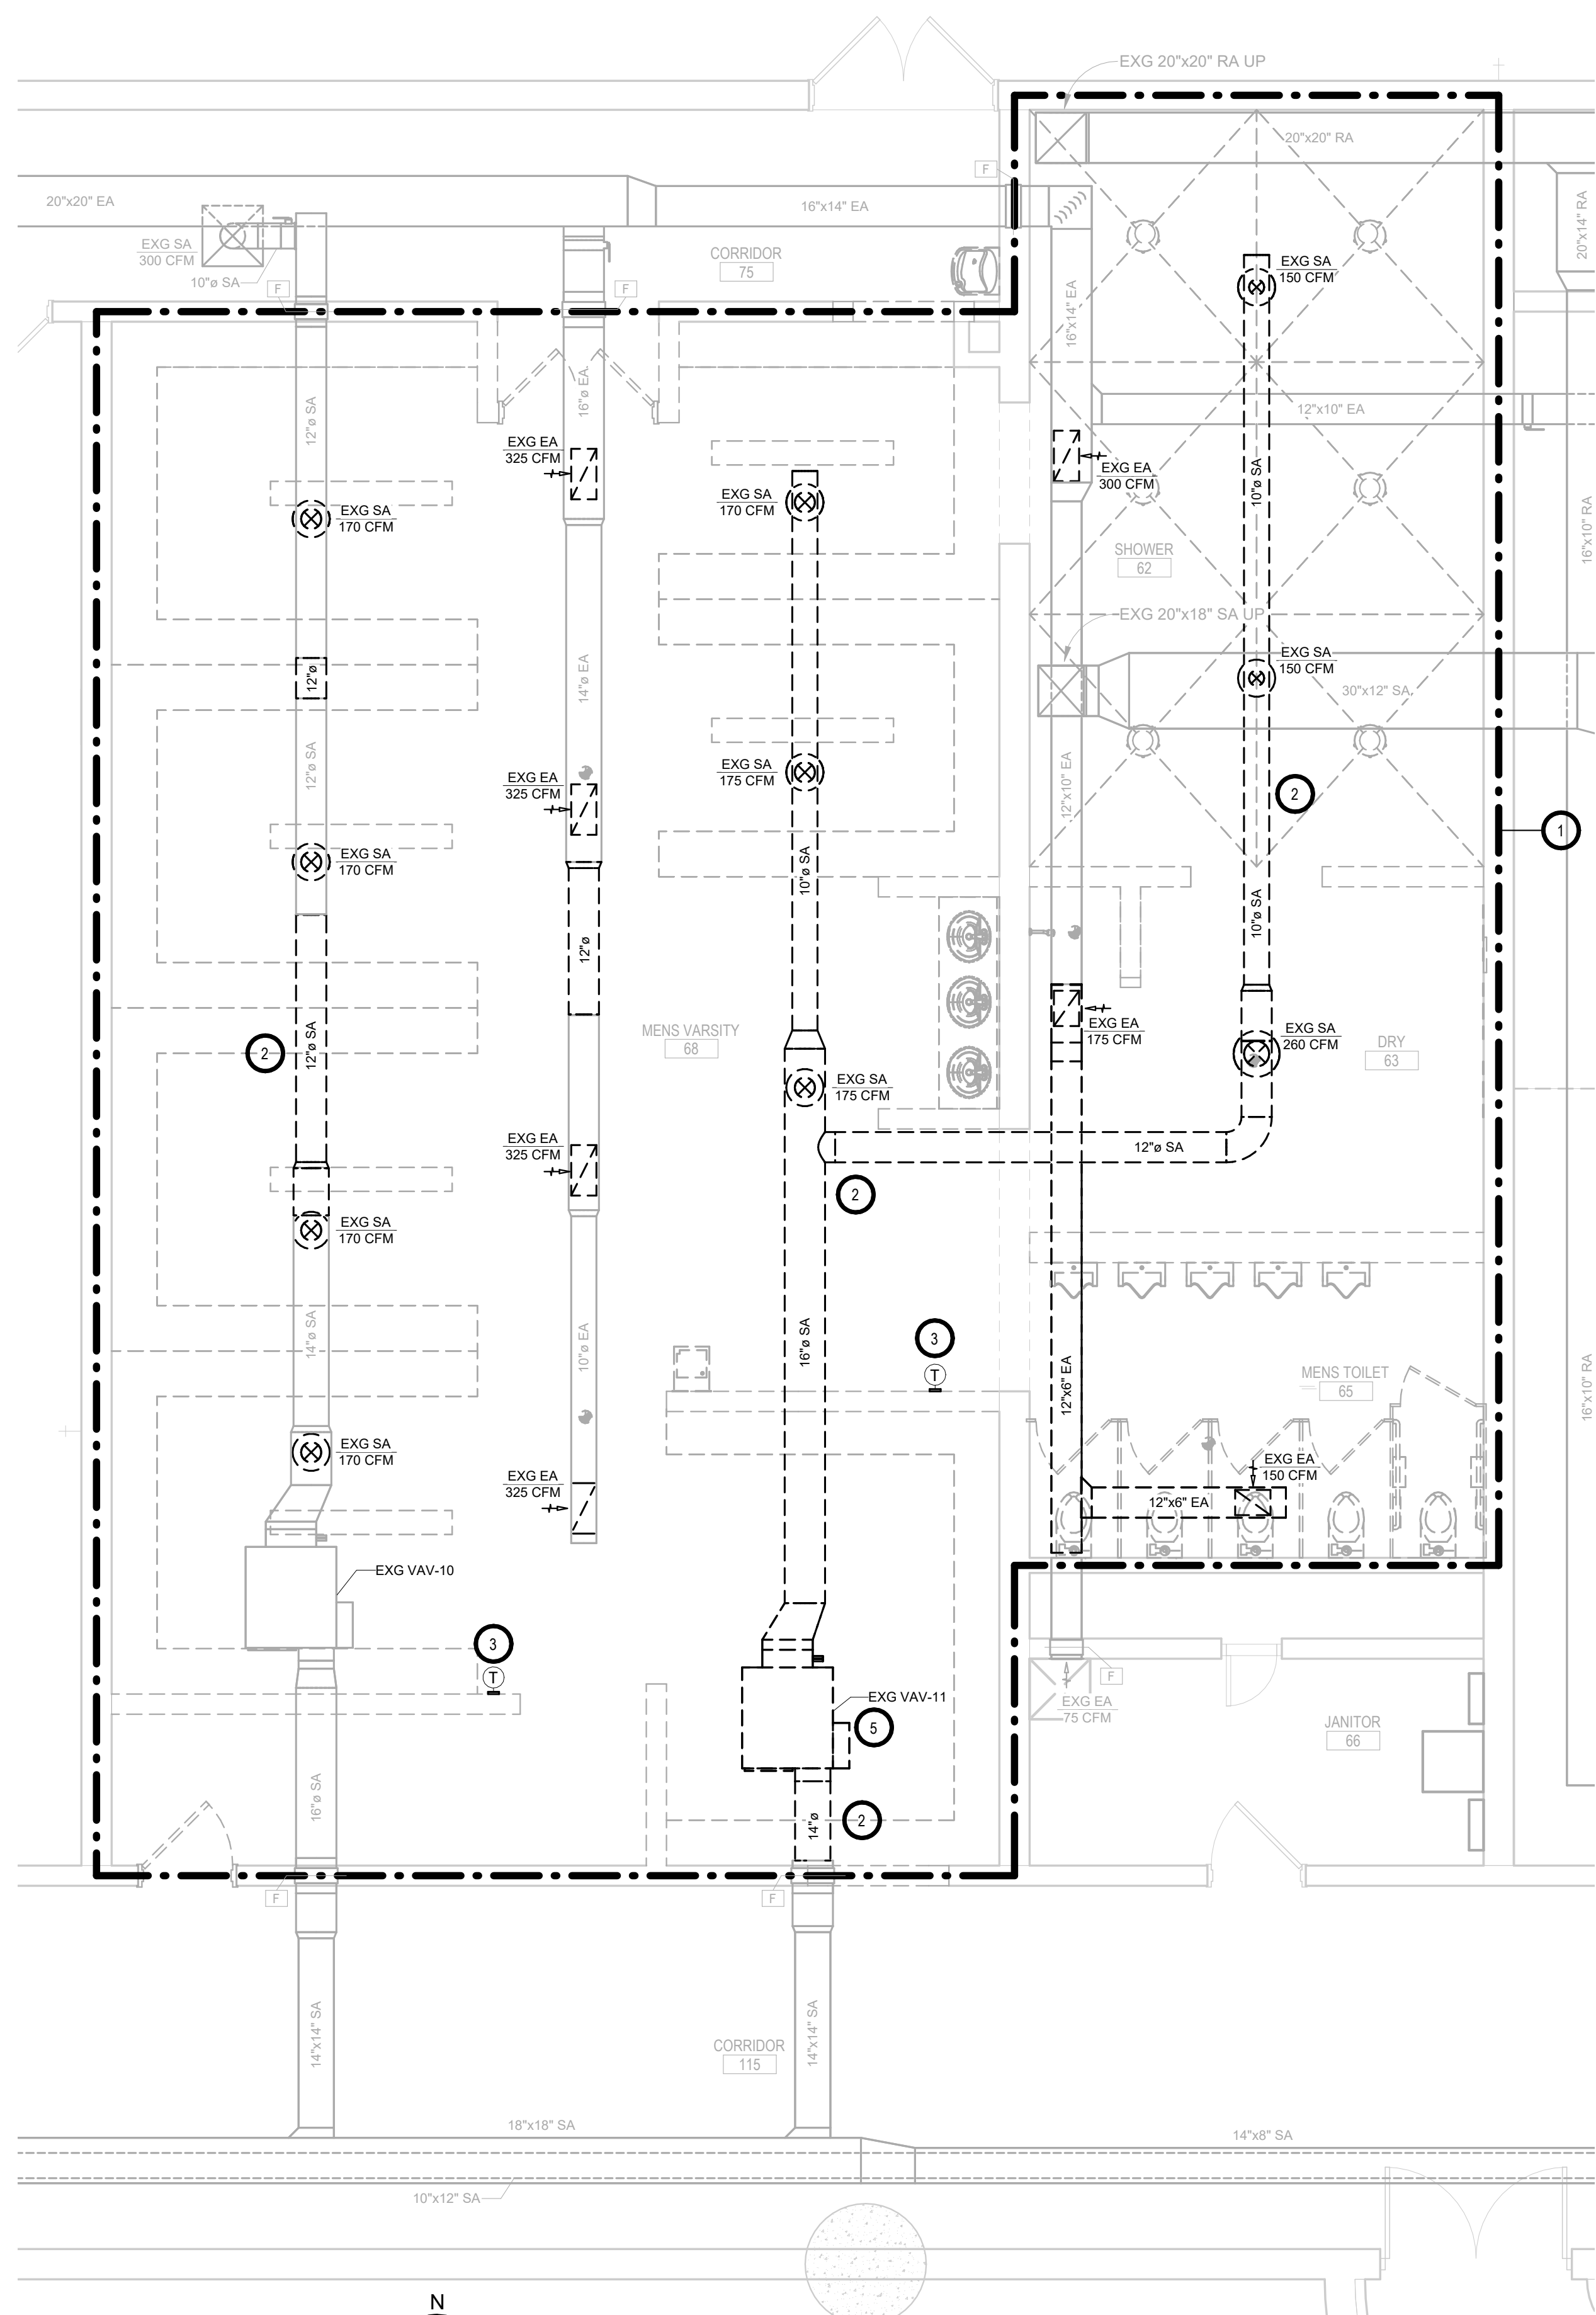 EXG 20"x20" RA UP
20"x20" RA
F
20"x20" EA
16"x14" EA
20"x14" RA
EXG SA
300 CFM
10"ø SA
CORRIDOR
75
F
F
EXG SA
150 CFM
16"x14" EA
12"ø SA
16"ø EA
12"x10" EA
EXG EA
325 CFM
EXG EA
300 CFM
10"ø SA
EXG SA
170 CFM
EXG SA
170 CFM
16"x10" RA
SHOWER
62
EXG 20"x18" SA UP
12"ø
14"ø EA
EXG SA
150 CFM
30"x12" SA
12"ø SA
EXG EA
325 CFM
EXG SA
175 CFM
12"x10" EA
2
1
EXG SA
170 CFM
10"ø SA
10"ø SA
12"ø
2
12"ø SA
MENS VARSITY
68
EXG EA
175 CFM
EXG SA
260 CFM
DRY
63
EXG SA
175 CFM
EXG EA
325 CFM
12"ø SA
2
EXG SA
170 CFM
14"ø SA
10"ø EA
16"ø SA
3
T
12"x6" EA
MENS TOILET
65
16"x10" RA
EXG SA
170 CFM
EXG EA
325 CFM
EXG EA
150 CFM
12"x6" EA
EXG VAV-10
3
T
F
EXG VAV-11
5
EXG EA
75 CFM
JANITOR
66
16"ø SA
14"ø
2
F
F
14"x14" SA
CORRIDOR
115
14"x14" SA
18"x18" SA
14"x8" SA
10"x12" SA
N